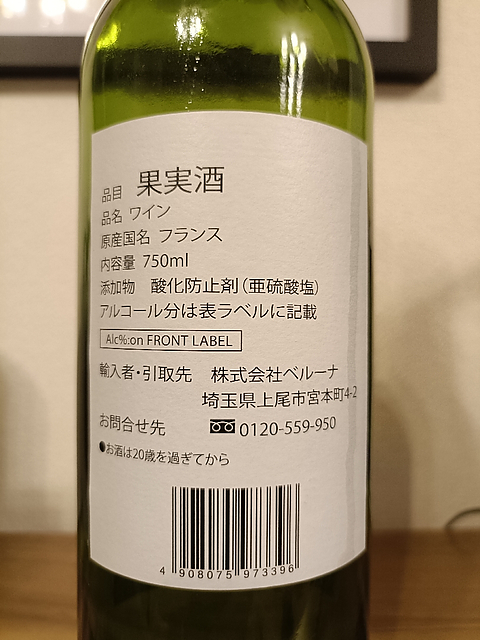 品目 果実酒
品名 ワイン
原産国名 フランス
内容量 750ml
添加物 酸化防止剤(亜硫酸塩)
アルコール分は表ラベルに記載
Alc%:on FRONT LABEL
輸入者・引取先 株式会社ベルーナ
埼玉県上尾市宮本町4-2
お問合せ先 0120-559-950
●お酒は20歳を過ぎてから
4 908075 973396